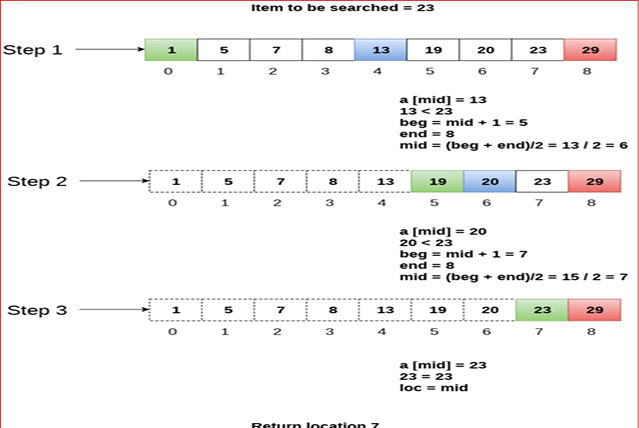 Item to be searched = 23
Step 1
1 5 7 8 13 19 20 23 29
0 1 2 3 4 5 6 7 8
a [mid] = 13
13 < 23
beg = mid + 1 = 5
end = 8
mid = (beg + end)/2 = 13 / 2 = 6
Step 2
1 5 7 8 13 19 20 23 29
0 1 2 3 4 5 6 7 8
a [mid] = 20
20 < 23
beg = mid + 1 = 7
end = 8
mid = (beg + end)/2 = 15 / 2 = 7
Step 3
1 5 7 8 13 19 20 23 29
0 1 2 3 4 5 6 7 8
a [mid] = 23
23 = 23
loc = mid
Return location 7